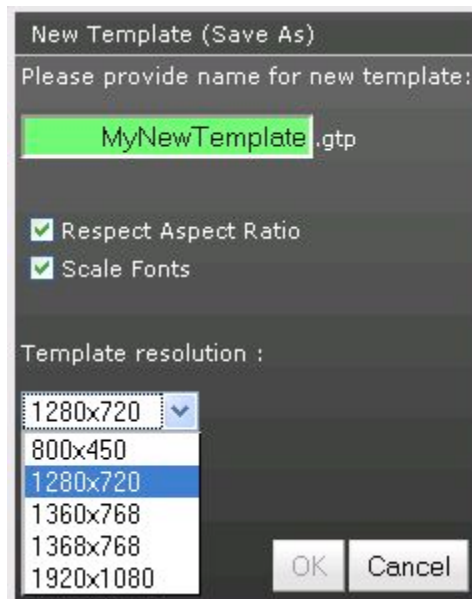 New Template (Save As)
Please provide name for new template:
MyNewTemplate .gtp
Respect Aspect Ratio
Scale Fonts
Template resolution :
1280x720
800x450
1280x720
1360x768
1368x768
1920x1080
OK Cancel